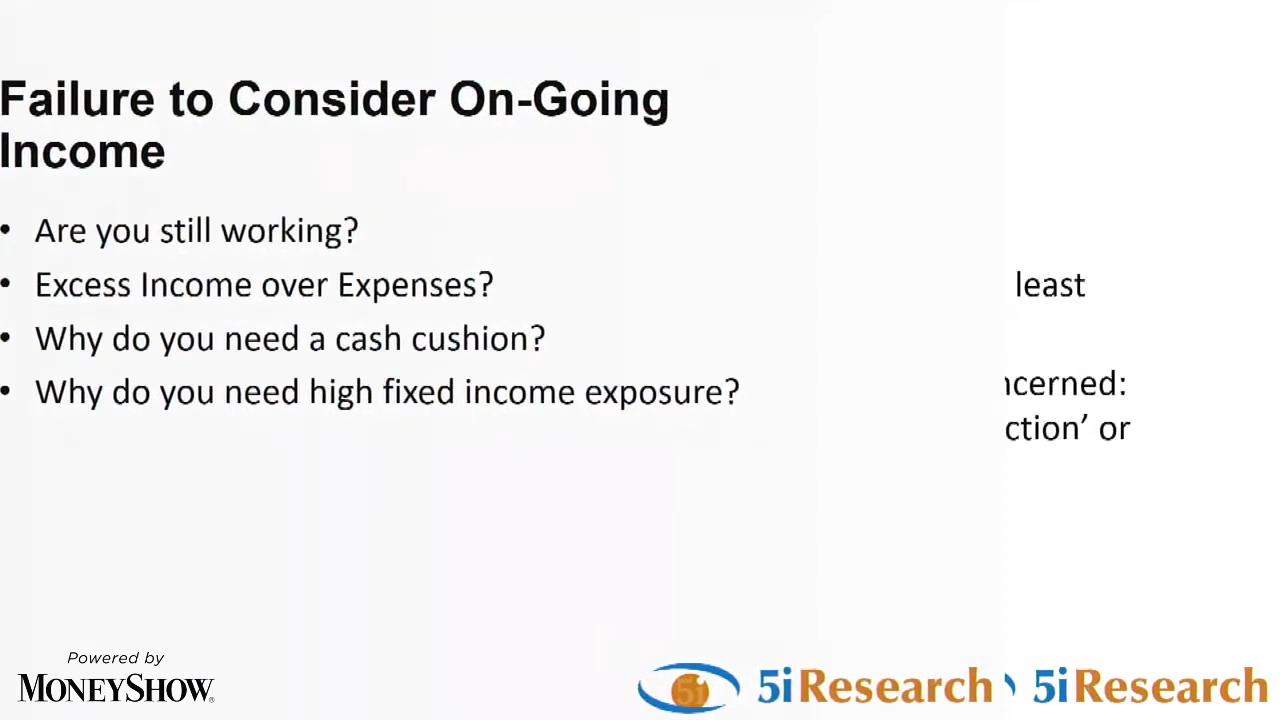 Failure to Consider On-Going
Income
• Are you still working?
• Excess Income over Expenses?
• Why do you need a cash cushion?
• Why do you need high fixed income exposure?
least
ncerned:
ction’ or
Powered by
MONEYSHOW®
5i
5iResearch
5iResearch